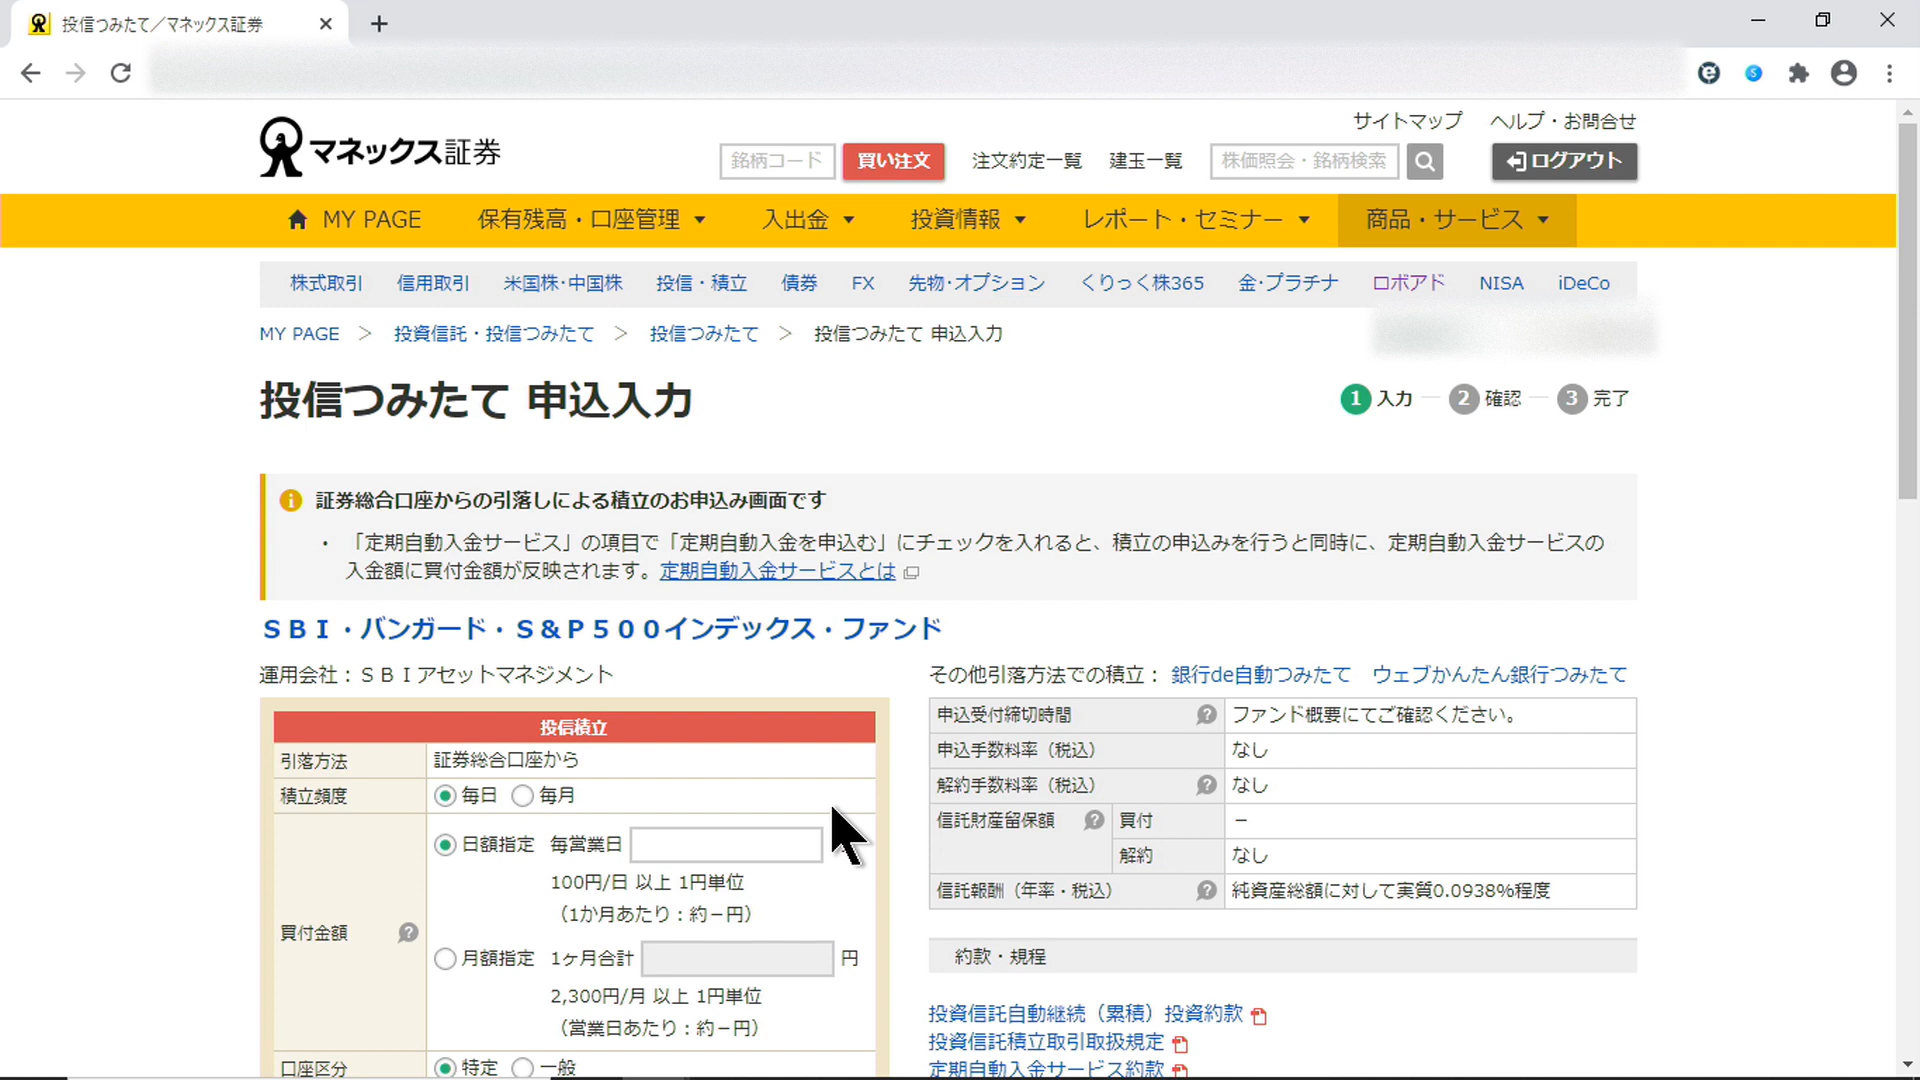 投信つみたて／マネックス証券
サイトマップ ヘルプ・お問合せ
マネックス証券
銘柄コード 買い注文 注文約定一覧 建玉一覧 株価照会・銘柄検索 ログアウト
MY PAGE 保有残高・口座管理 入出金 投資情報 レポート・セミナー 商品・サービス
株式取引 信用取引 米国株･中国株 投信・積立 債券 FX 先物･オプション くりっく株365 金･プラチナ ロボアド NISA iDeCo
MY PAGE > 投資信託・投信つみたて > 投信つみたて > 投信つみたて 申込入力
投信つみたて 申込入力
1 入力 2 確認 3 完了
証券総合口座からの引落しによる積立のお申込み画面です
・「定期自動入金サービス」の項目で「定期自動入金を申込む」にチェックを入れると、積立の申込みを行うと同時に、定期自動入金サービスの
入金額に買付金額が反映されます。定期自動入金サービスとは
ＳＢＩ・バンガード・Ｓ＆Ｐ５００インデックス・ファンド
運用会社：ＳＢＩアセットマネジメント
投信積立
引落方法 証券総合口座から
積立頻度 毎日 毎月
買付金額
日額指定 毎営業日
100円/日 以上 1円単位
（1か月あたり：約－円）
月額指定 1ヶ月合計 円
2,300円/月 以上 1円単位
（営業日あたり：約－円）
口座区分 特定 一般
その他引落方法での積立： 銀行de自動つみたて ウェブかんたん銀行つみたて
申込受付締切時間 ファンド概要にてご確認ください。
申込手数料率（税込） なし
解約手数料率（税込） なし
信託財産留保額 買付 －
解約 なし
信託報酬（年率・税込） 純資産総額に対して実質0.0938%程度
約款・規程
投資信託自動継続（累積）投資約款
投資信託積立取引取扱規定
定期自動入金サービス約款